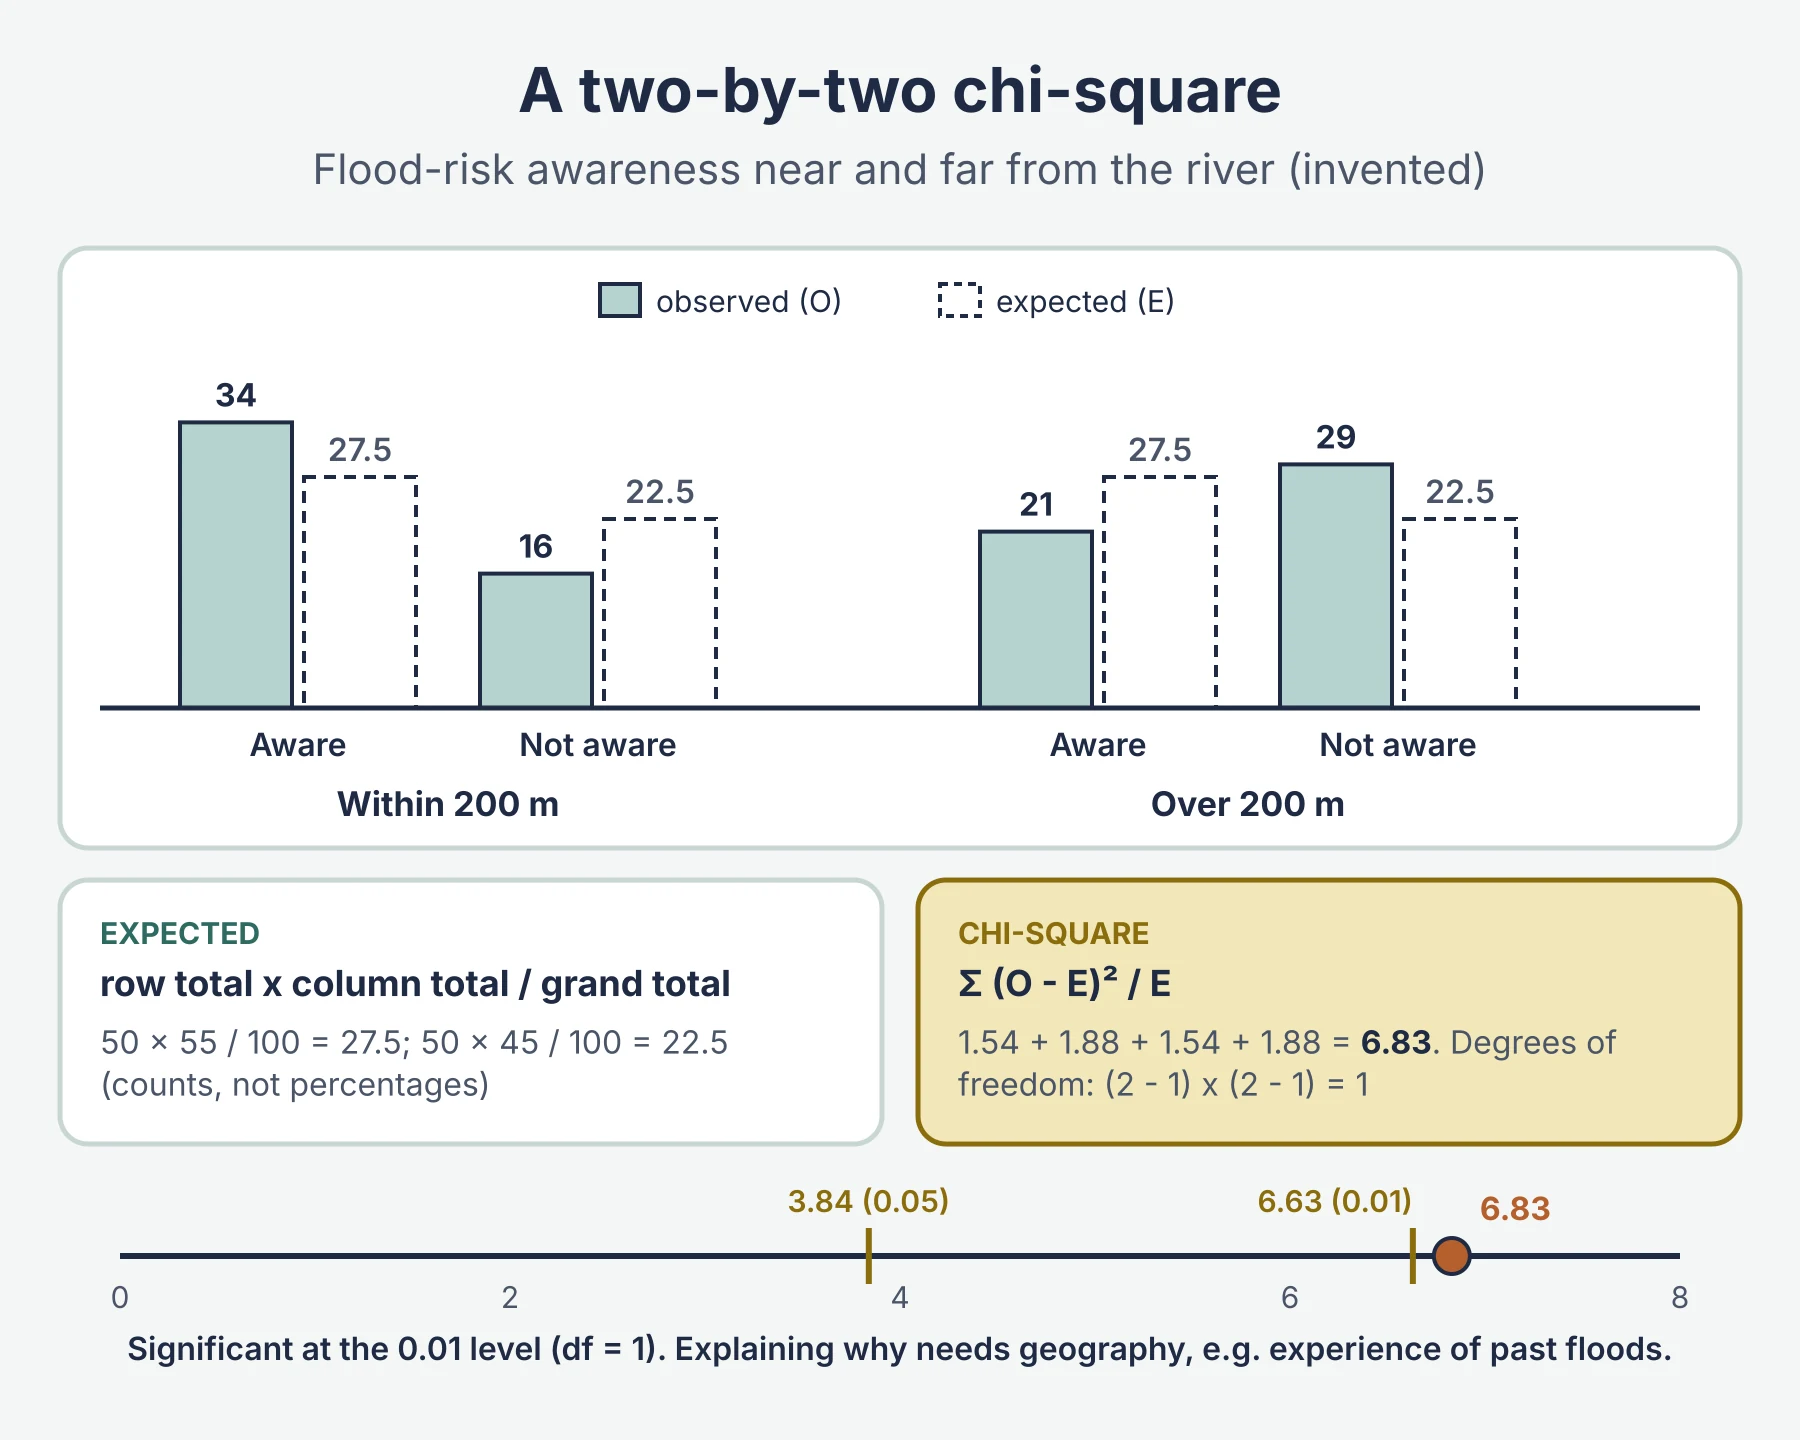 A two-by-two chi-square
Flood-risk awareness near and far from the river (invented)
observed (O)
expected (E)
34
27.5
16
22.5
21
27.5
29
22.5
Aware
Not aware
Aware
Not aware
Within 200 m
Over 200 m
EXPECTED
row total x column total / grand total
50 × 55 / 100 = 27.5; 50 × 45 / 100 = 22.5
(counts, not percentages)
CHI-SQUARE
Σ (O - E)² / E
1.54 + 1.88 + 1.54 + 1.88 = 6.83. Degrees of
freedom: (2 - 1) x (2 - 1) = 1
3.84 (0.05)
6.63 (0.01)
6.83
0
2
4
6
8
Significant at the 0.01 level (df = 1). Explaining why needs geography, e.g. experience of past floods.